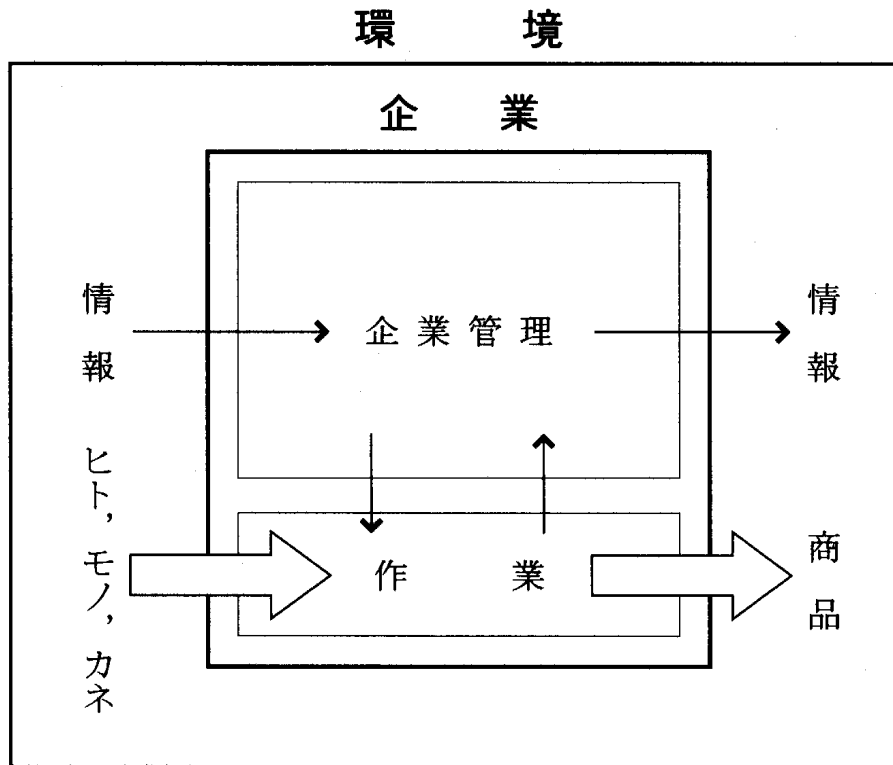 環 境
企 業
情報
企業管理
情報
ヒト，モノ，カネ
作 業
商品